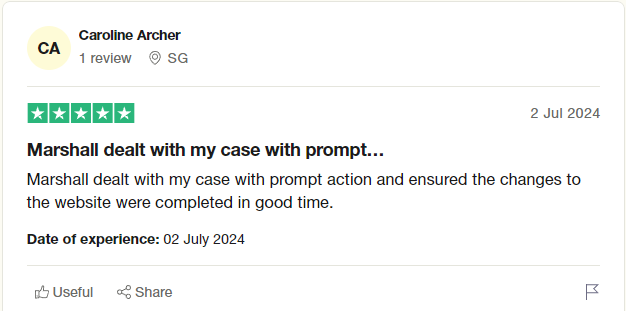 CA
Caroline Archer
1 review SG
2 Jul 2024
Marshall dealt with my case with prompt…
Marshall dealt with my case with prompt action and ensured the changes to
the website were completed in good time.
Date of experience: 02 July 2024
Useful Share